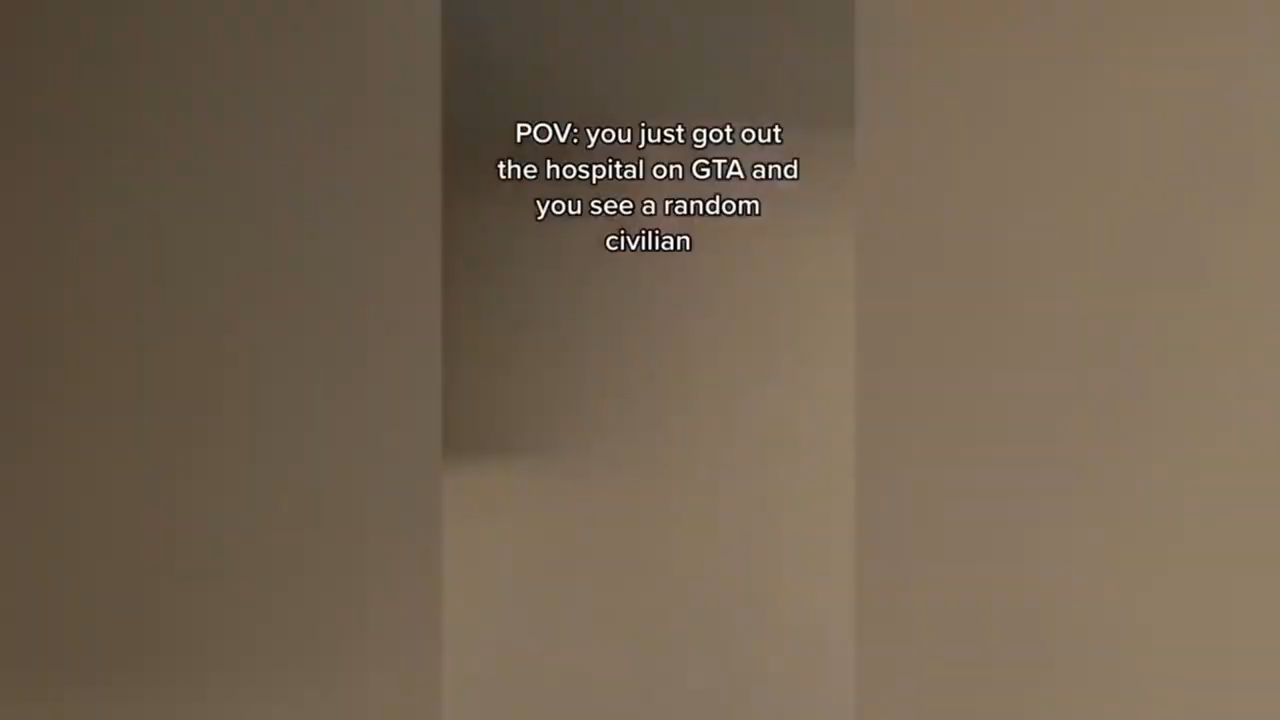 POV: you just got out
the hospital on GTA and
you see a random
civilian